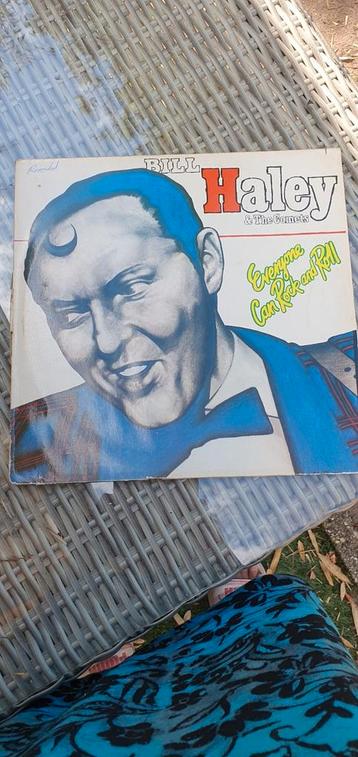 BILL
Haley
& The Comets
Everyone
Can Rock and Roll